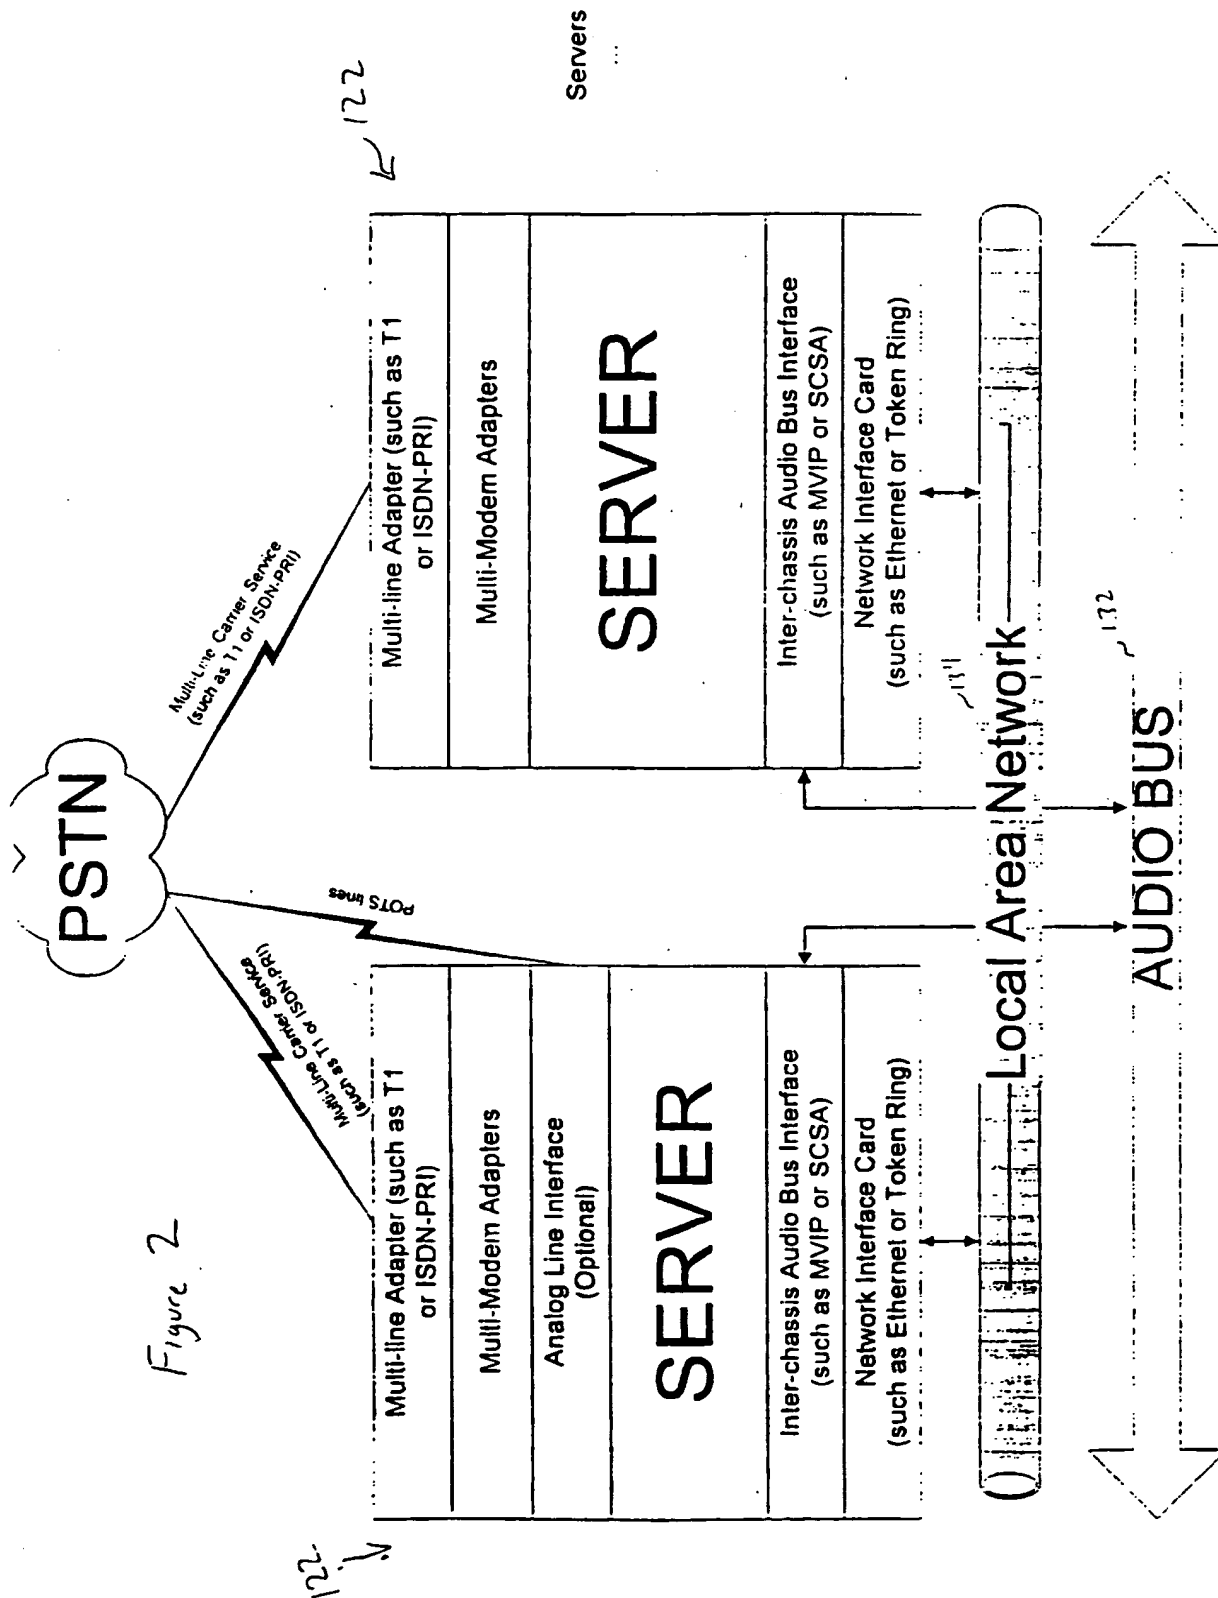 Figure 2
PSTN
Multi-Line Carrier Service
(such as T1 or ISDN-PRI)
POTS lines
Multi-Line Carrier Service
(such as T1 or ISDN-PRI)
122
122
Multi-line Adapter (such as T1
or ISDN-PRI)
Multi-Modem Adapters
Analog Line Interface
(Optional)
SERVER
Inter-chassis Audio Bus Interface
(such as MVIP or SCSA)
Network Interface Card
(such as Ethernet or Token Ring)
Multi-line Adapter (such as T1
or ISDN-PRI)
Multi-Modem Adapters
SERVER
Inter-chassis Audio Bus Interface
(such as MVIP or SCSA)
Network Interface Card
(such as Ethernet or Token Ring)
Servers
...
Local Area Network
AUDIO BUS
132